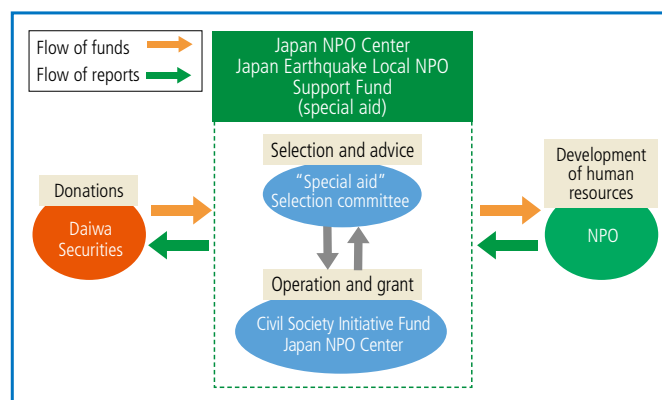 Flow of funds
Flow of reports
Japan NPO Center
Japan Earthquake Local NPO
Support Fund
(special aid)
Selection and advice
“Special aid”
Selection committee
Donations
Daiwa
Securities
Development
of human
resources
NPO
Operation and grant
Civil Society Initiative Fund
Japan NPO Center